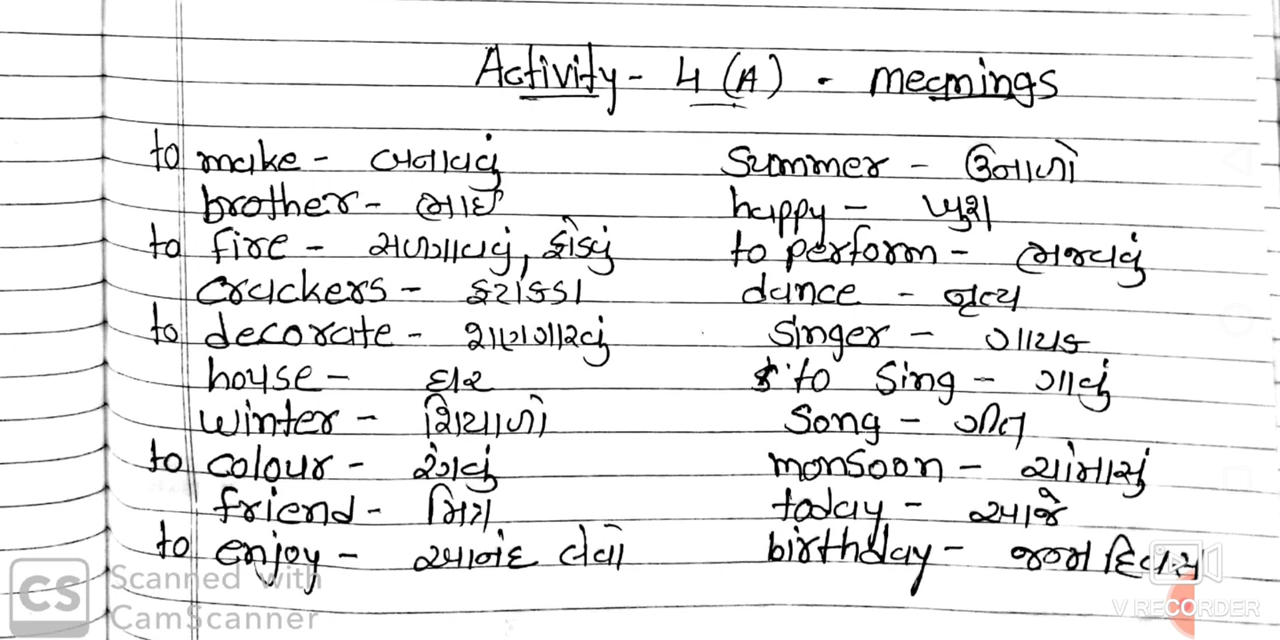 Activity - 4 (A) - meanings
to make - બનાવવું
brother - ભાઈ
to fire - સળગાવવું, ફોડવું
crackers - ફટાકડા
to decorate - શણગારવું
house - ઘર
winter - શિયાળો
to colour - રંગવું
friend - મિત્ર
to enjoy - આનંદ લેવો
Summer - ઉનાળો
happy - ખુશ
to perform - ભજવવું
dance - નૃત્ય
Singer - ગાયક
to Sing - ગાવું
Song - ગીત
monsoon - ચોમાસું
today - આજે
birthday - જન્મ દિવસ
CS Scanned with
CamScanner
V RECORDER